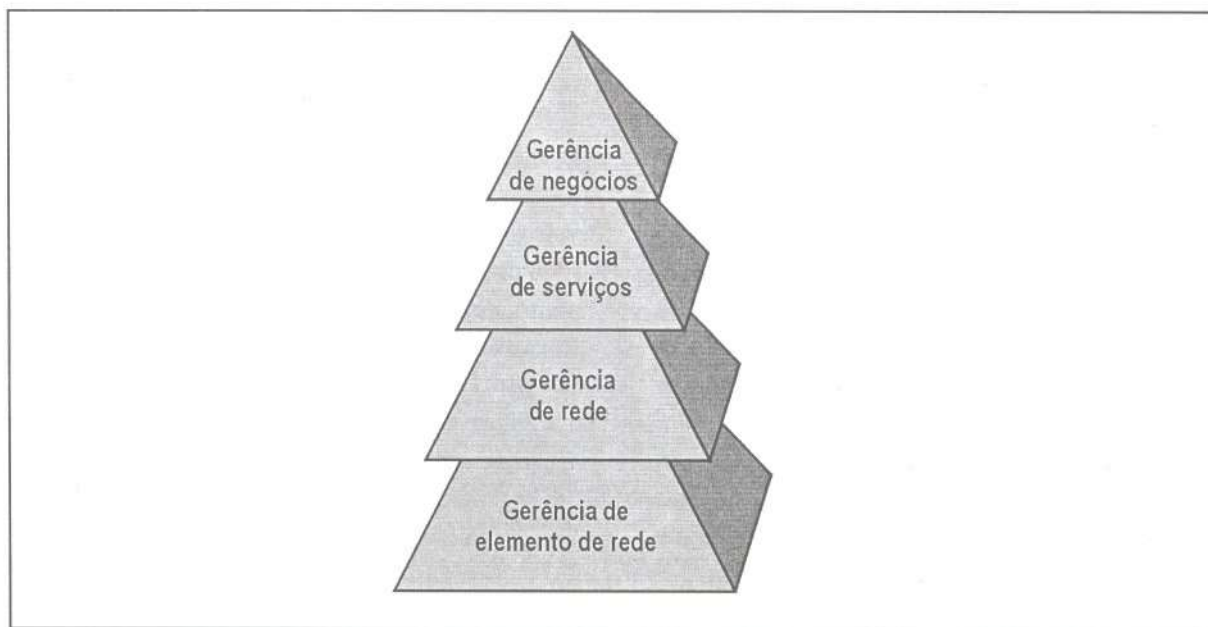 Gerência
de negócios
Gerência
de serviços
Gerência
de rede
Gerência de
elemento de rede